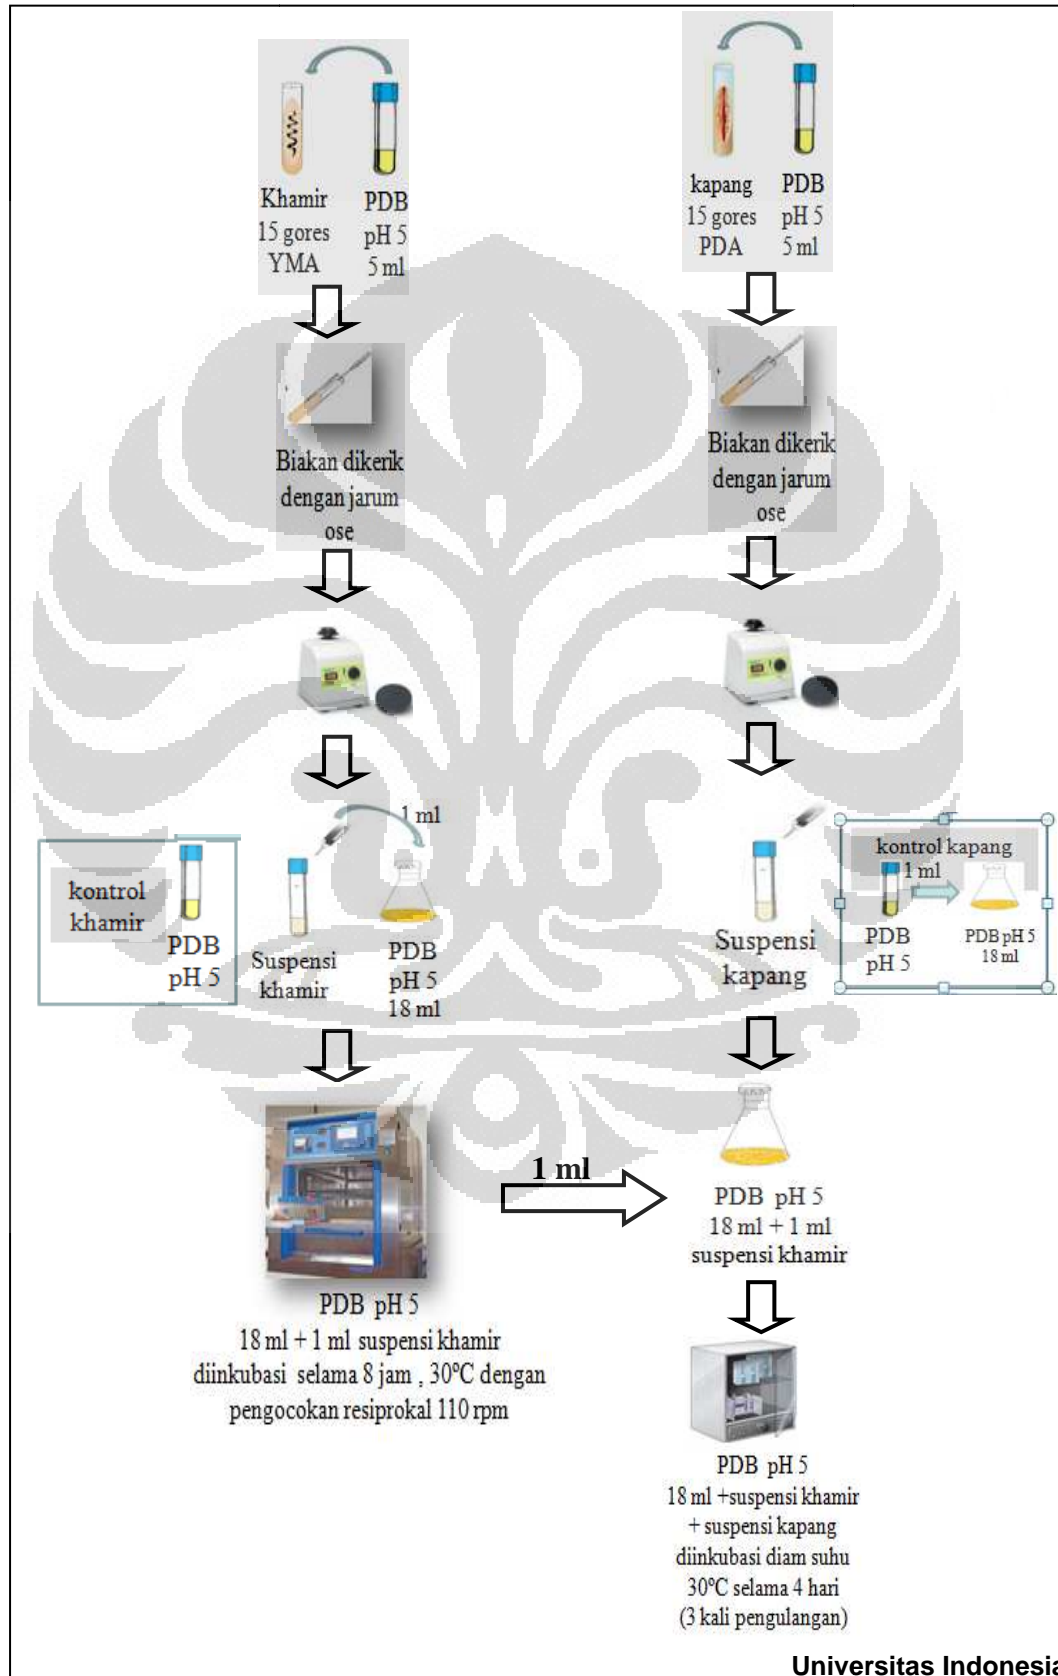 Khamir
15 gores
YMA
PDB
pH 5
5 ml
kapang
15 gores
PDA
PDB
pH 5
5 ml
Biakan dikerik
dengan jarum
ose
Biakan dikerik
dengan jarum
ose
kontrol
khamir
PDB
pH 5
1 ml
Suspensi
khamir
PDB
pH 5
18 ml
Suspensi
kapang
kontrol kapang
1 ml
PDB
pH 5
PDB pH 5
18 ml
PDB pH 5
18 ml + 1 ml suspensi khamir
diinkubasi selama 8 jam , 30ºC dengan
pengocokan resiprokal 110 rpm
1 ml
PDB pH 5
18 ml + 1 ml
suspensi khamir
PDB pH 5
18 ml +suspensi khamir
+ suspensi kapang
diinkubasi diam suhu
30ºC selama 4 hari
(3 kali pengulangan)
Universitas Indonesia